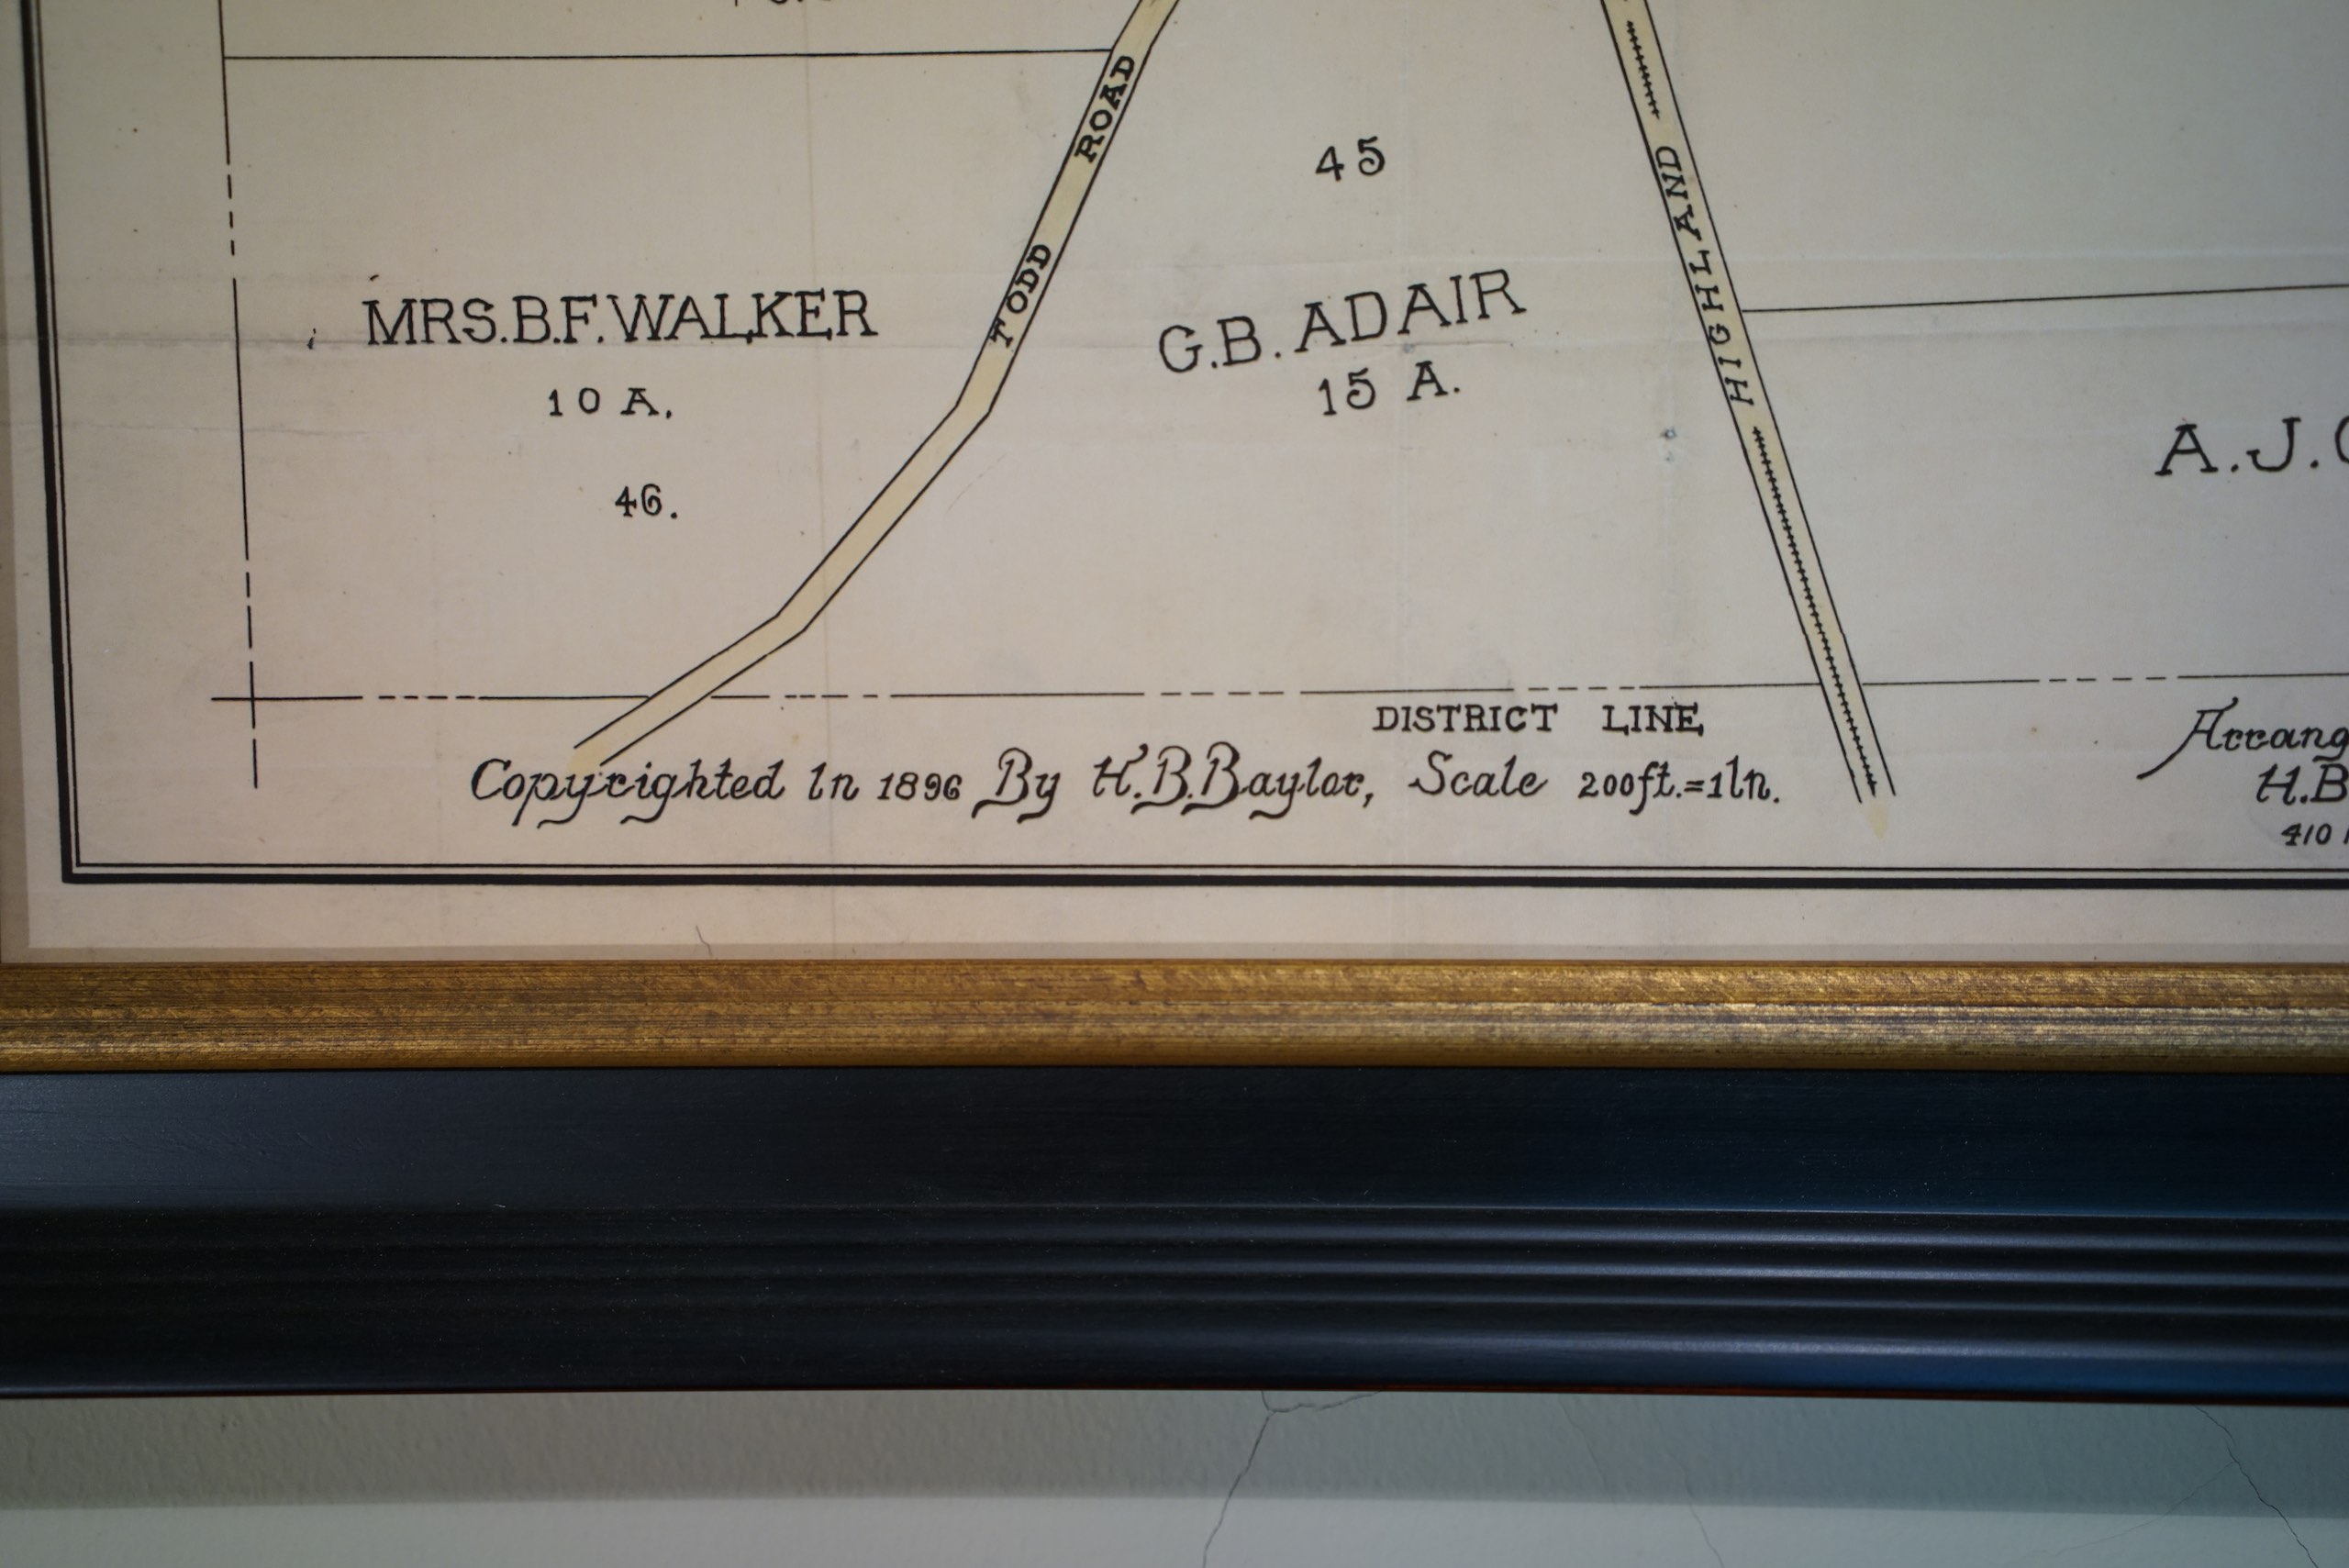 TODD ROAD
HIGHLAND
45
MRS.B.F.WALKER
10 A.
46.
G.B. ADAIR
15 A.
A.J.
DISTRICT LINE
Copyrighted In 1896 By H.B.Baylor, Scale 200ft.=1In.
H.B
410